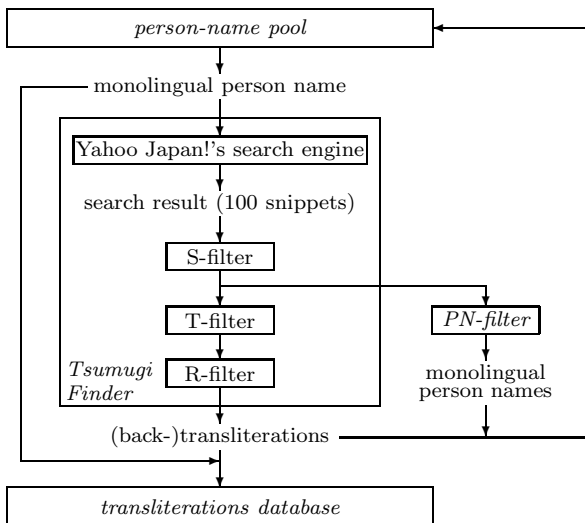 person-name pool
monolingual person name
Yahoo Japan!'s search engine
search result (100 snippets)
S-filter
T-filter
PN-filter
R-filter
Tsumugi
Finder
monolingual
person names
(back-)transliterations
transliterations database